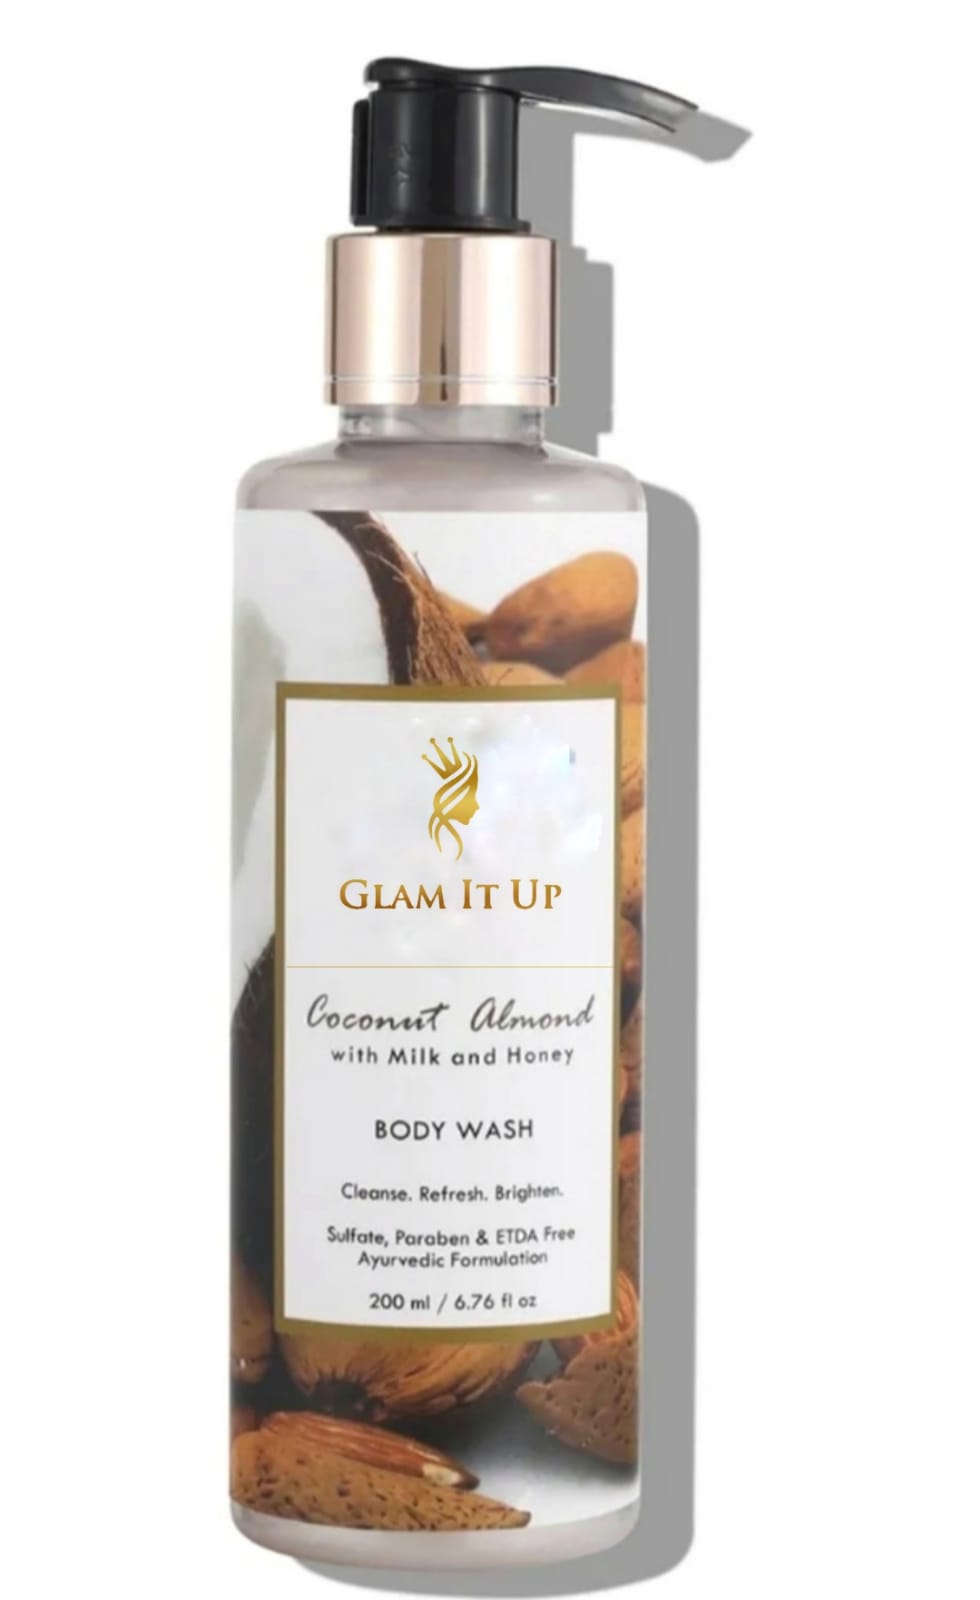 GLAM IT UP
Coconut Almond
with Milk and Honey
BODY WASH
Cleanse. Refresh. Brighten.
Sulfate, Paraben & ETDA Free
Ayurvedic Formulation
200 ml / 6.76 fl oz